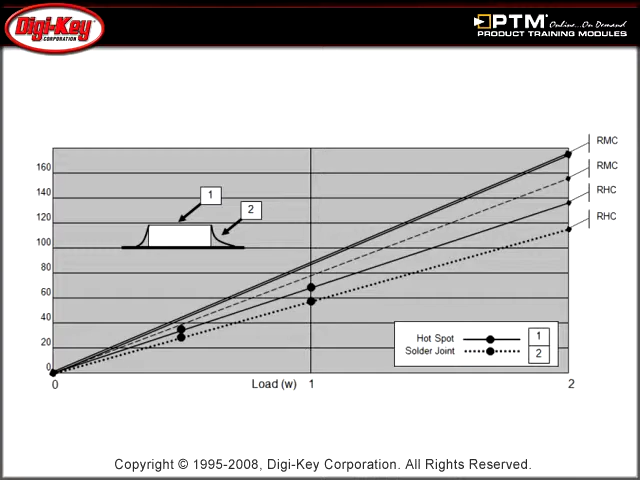 Digi-Key
CORPORATION
PTM Online...On Demand
PRODUCT TRAINING MODULES
RMC
160
RMC
140
RHC
1
120
2
RHC
100
80
60
40
Hot Spot 1
20
Solder Joint 2
0
0 Load (w) 1 2
Copyright © 1995-2008, Digi-Key Corporation. All Rights Reserved.